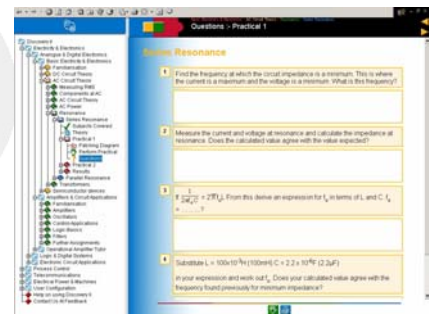 Questions > Practical 1
Discovery II
Electricity & Electronics
Analogue & Digital Electronics
Basic Electricity & Electronics
Familiarisation
DC Circuit Theory
AC Circuit Theory
Measuring RMS
Components at AC
AC Circuit Theory
AC Power
Resonance
Series Resonance
Subjects Covered
Theory
Practical 1
Patching Diagram
Perform Practical
Questions
Practical 2
Results
Parallel Resonance
Transformers
Semiconductor devices
Amplifiers & Circuit Applications
Familiarisation
Amplifiers
Oscillators
Control Applications
Logic Basics
Filters
Further Assignments
Operational Amplifier Tutor
Logic & Digital Systems
Electronic Circuit Applications
Process Control
Telecommunications
Electrical Power & Machines
User Configuration
Help on using Discovery II
Contact Us /&Feedback
Series Resonance
1 Find the frequency at which the circuit impedance is a minimum. This is where
the current is a maximum and the voltage is a minimum. What is this frequency?
2 Measure the current and voltage at resonance and calculate the impedance at
resonance. Does the calculated value agree with the value expected?
3 If From this derive an expression for f in terms of L and C. f
= . . . . . ?
4 Substitute L = 100x10⁻³H (100mH) C = 2.2 x 10⁻⁶F (2.2µF)
in your expression and work out f Does your calculated value agree with the
frequency found previously for minimum impedance?